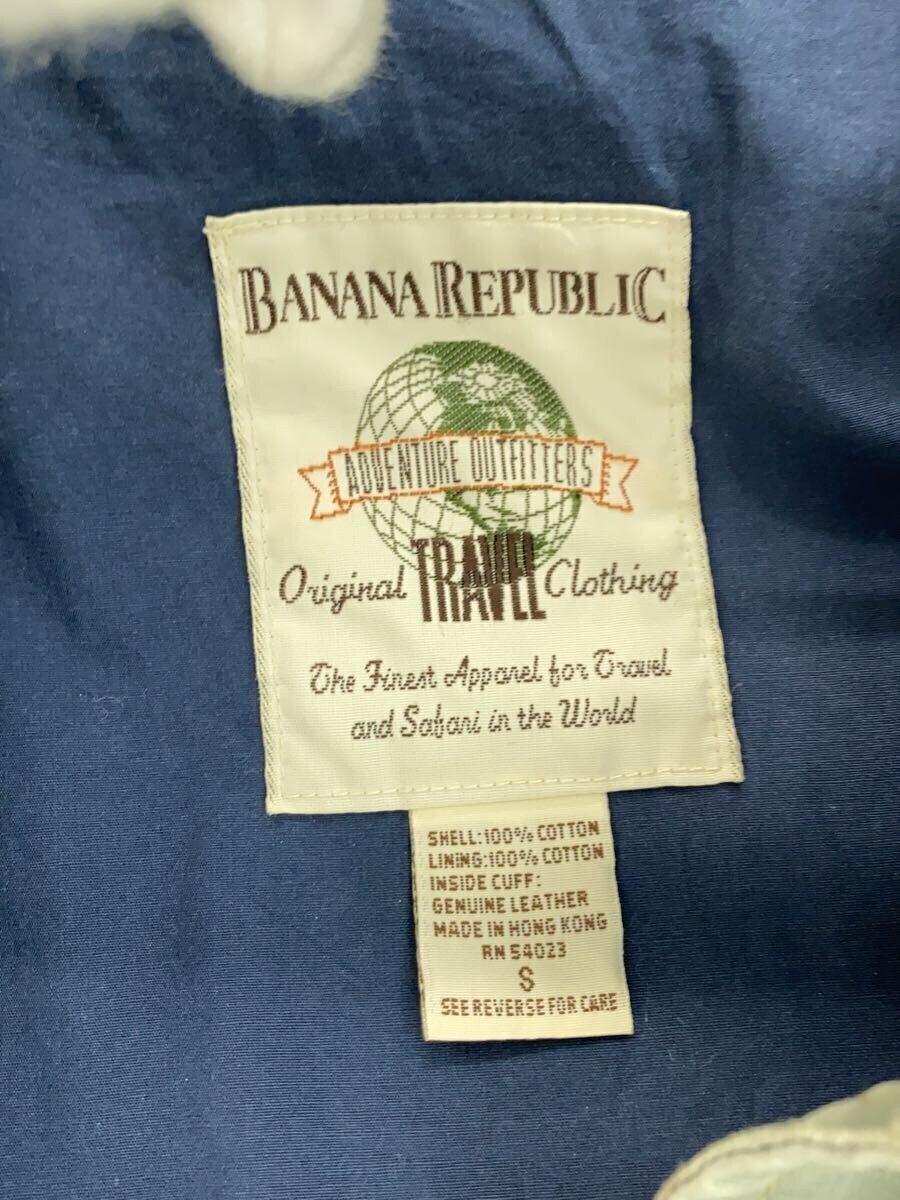 BANANA REPUBLIC
ADVENTURE OUTFITTERS
Original TRAVEL Clothing
The Finest Apparel for Travel
and Safari in the World
SHELL:100% COTTON
LINING:100% COTTON
INSIDE CUFF:
GENUINE LEATHER
MADE IN HONG KONG
RN 54023
S
SEE REVERSE FOR CARE